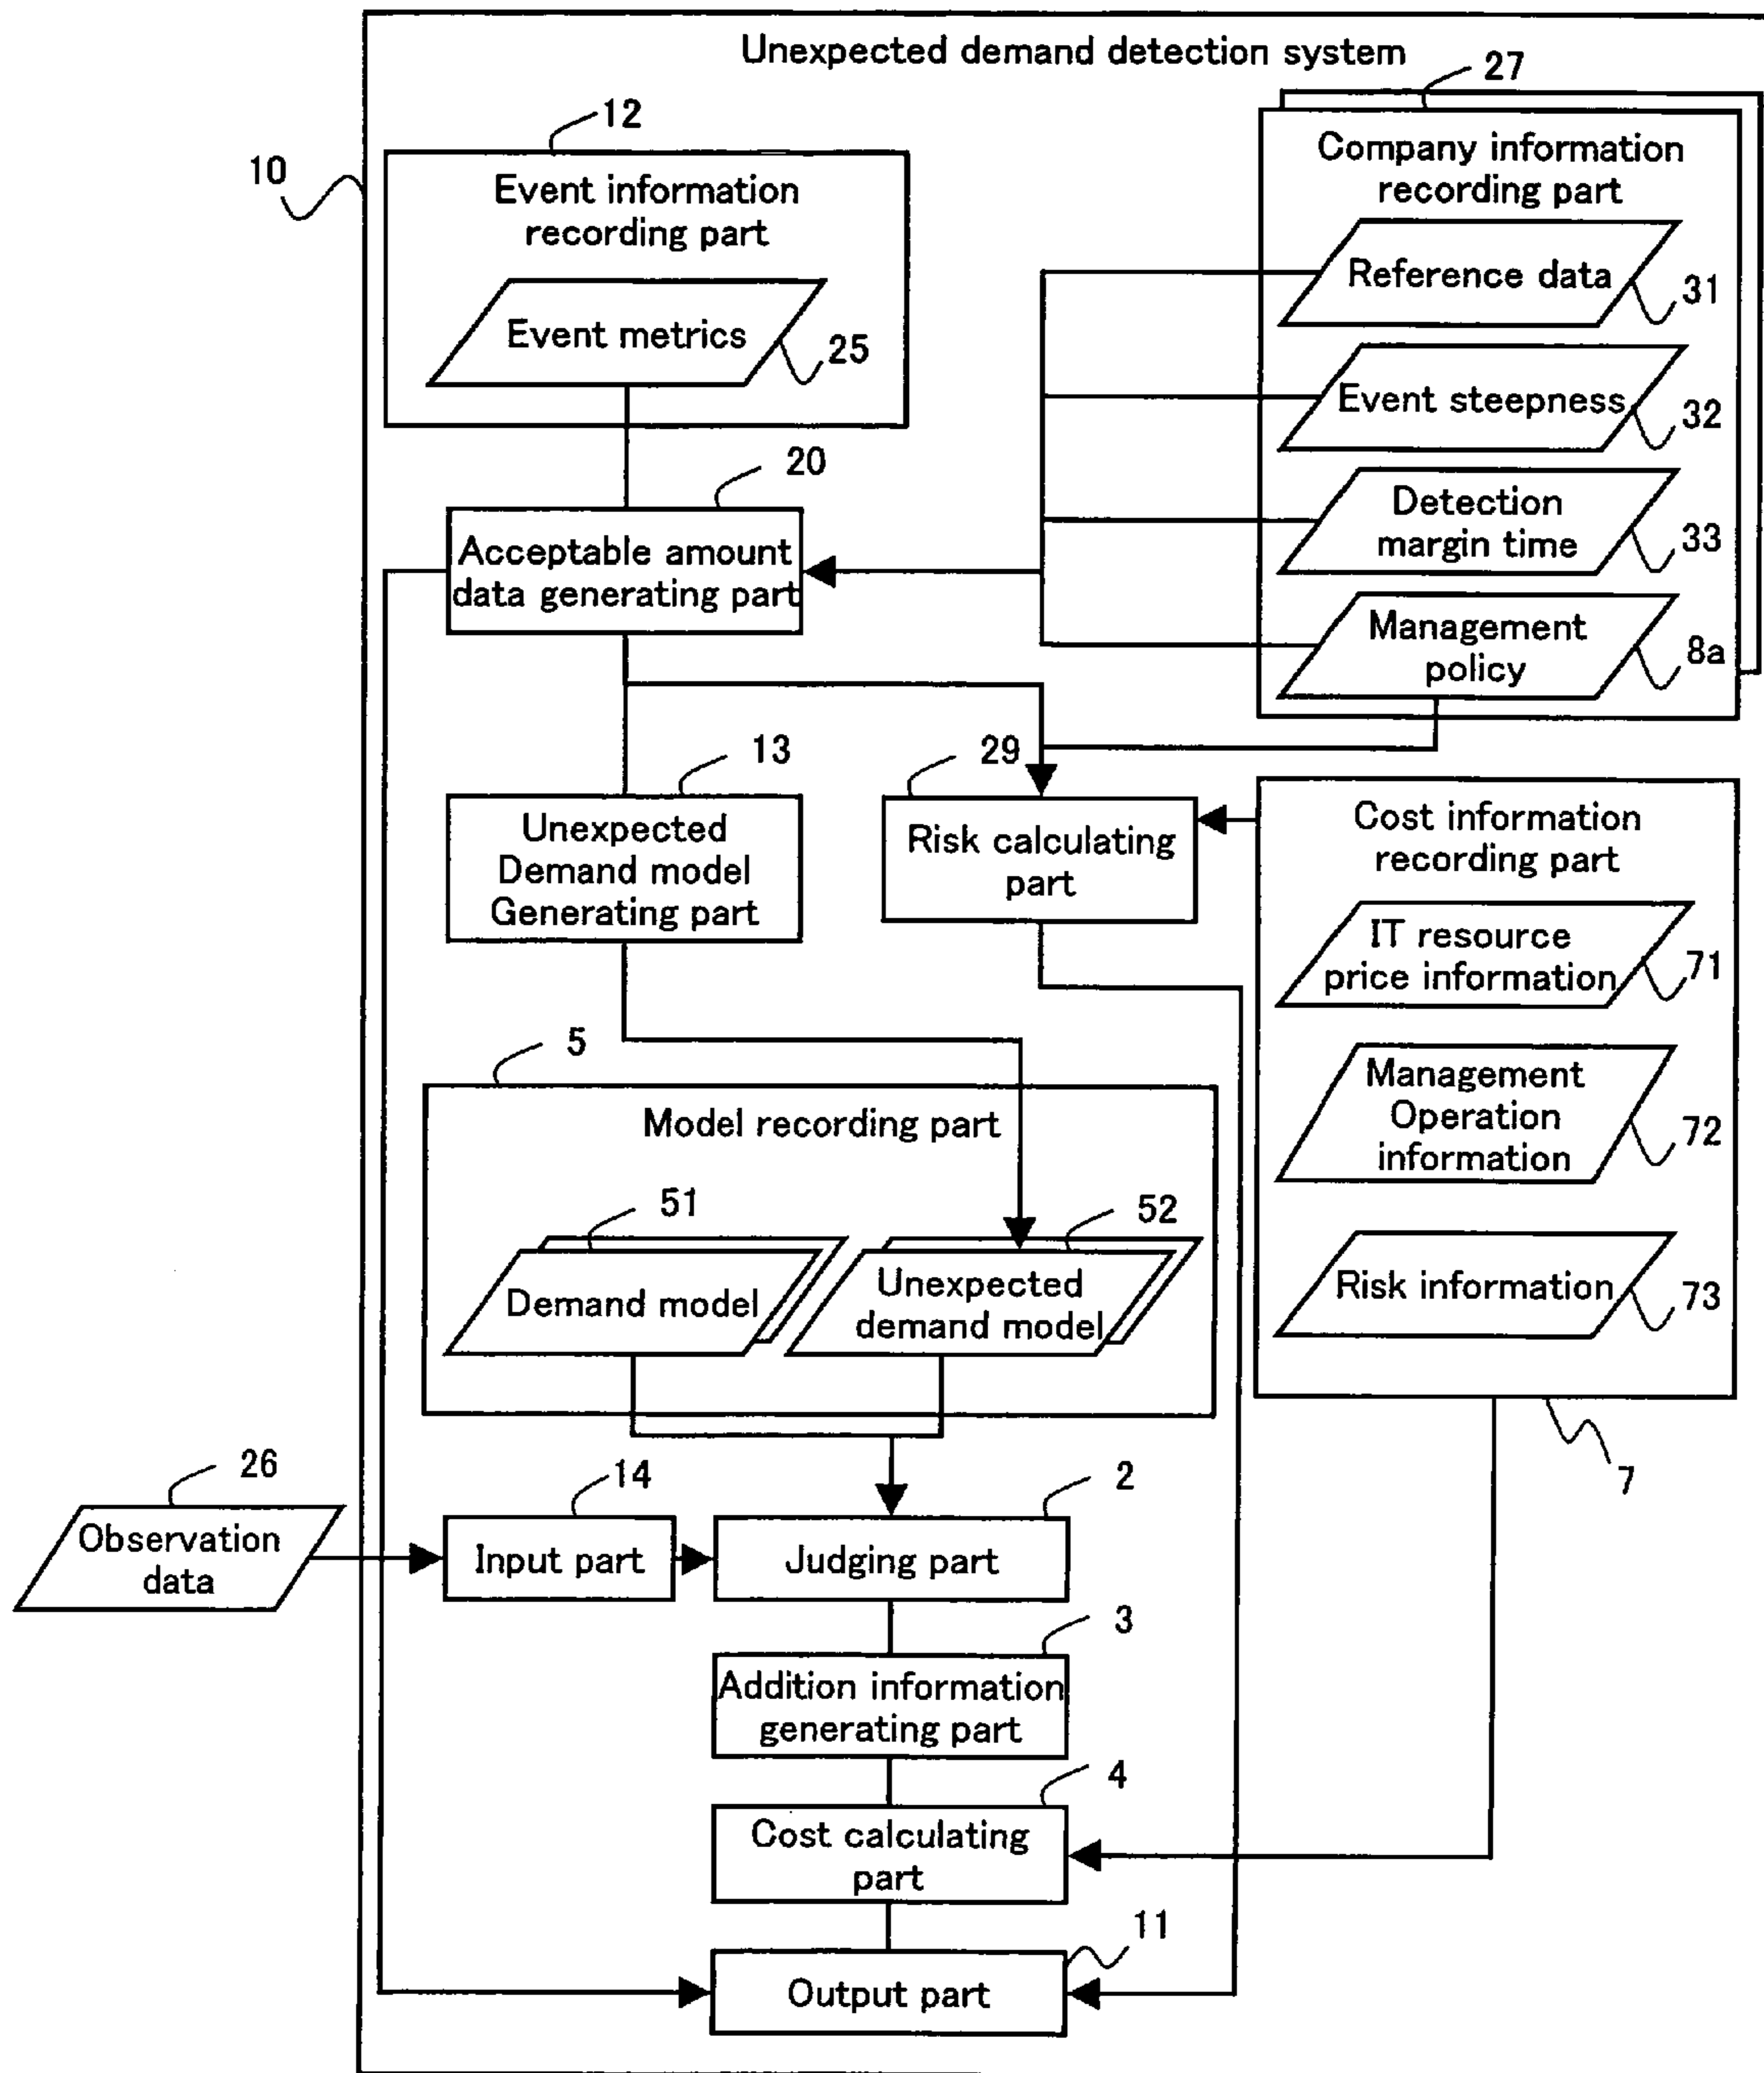 Unexpected demand detection system
27
12
10
Event information
recording part
Event metrics
25
Company information
recording part
Reference data
31
Event steepness
32
Detection
margin time
33
Management
policy
8a
20
Acceptable amount
data generating part
13
Unexpected
Demand model
Generating part
29
Risk calculating
part
Cost information
recording part
IT resource
price information
71
Management
Operation
information
72
Risk information
73
7
5
Model recording part
51
Demand model
52
Unexpected
demand model
26
Observation
data
14
Input part
2
Judging part
3
Addition information
generating part
4
Cost calculating
part
11
Output part